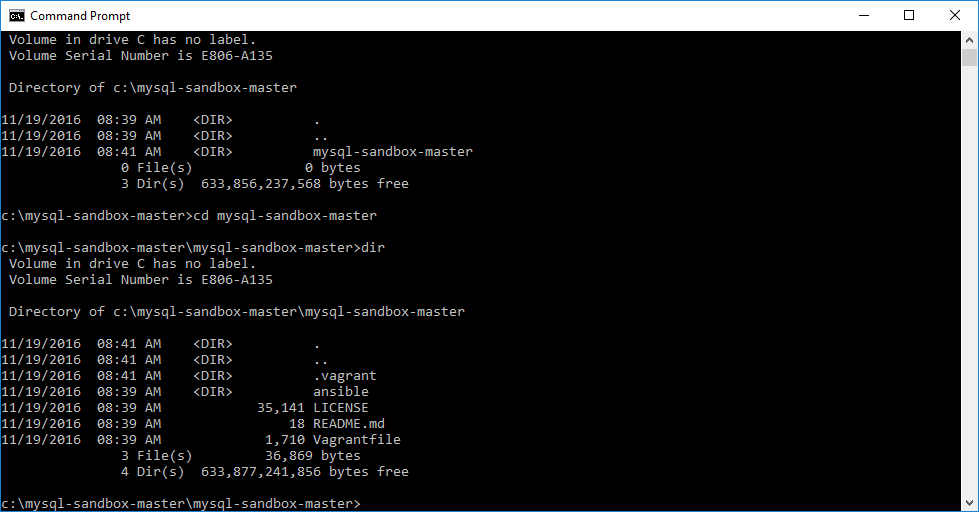 Command Prompt
 Volume in drive C has no label.
 Volume Serial Number is E806-A135
 Directory of c:\mysql-sandbox-master
11/19/2016  08:39 AM    <DIR>          .
11/19/2016  08:39 AM    <DIR>          ..
11/19/2016  08:41 AM    <DIR>          mysql-sandbox-master
               0 File(s)              0 bytes
               3 Dir(s)  633,856,237,568 bytes free
c:\mysql-sandbox-master>cd mysql-sandbox-master
c:\mysql-sandbox-master\mysql-sandbox-master>dir
 Volume in drive C has no label.
 Volume Serial Number is E806-A135
 Directory of c:\mysql-sandbox-master\mysql-sandbox-master
11/19/2016  08:41 AM    <DIR>          .
11/19/2016  08:41 AM    <DIR>          ..
11/19/2016  08:41 AM    <DIR>          .vagrant
11/19/2016  08:39 AM    <DIR>          ansible
11/19/2016  08:39 AM            35,141 LICENSE
11/19/2016  08:39 AM                18 README.md
11/19/2016  08:39 AM             1,710 Vagrantfile
               3 File(s)         36,869 bytes
               4 Dir(s)  633,877,241,856 bytes free
c:\mysql-sandbox-master\mysql-sandbox-master>